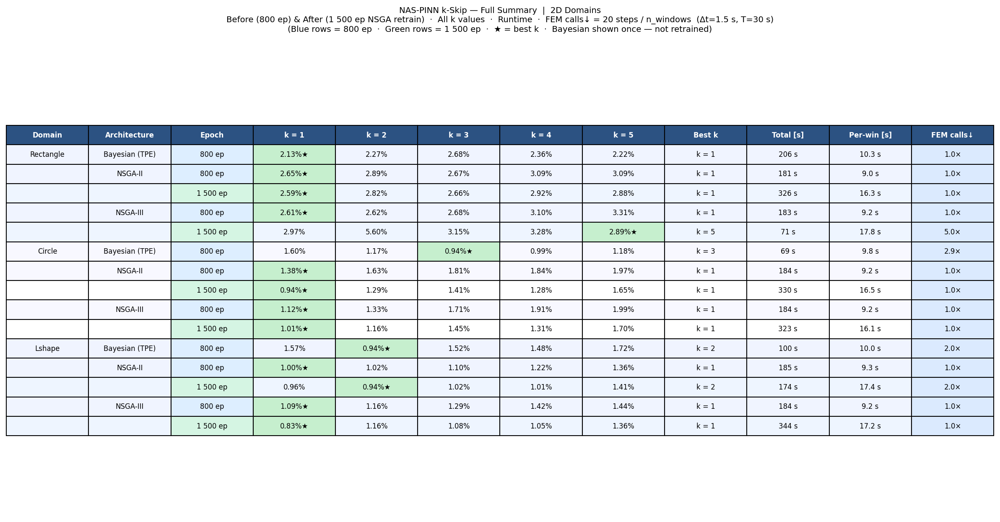 NAS-PINN k-Skip — Full Summary | 2D Domains
Before (800 ep) & After (1 500 ep NSGA retrain) · All k values · Runtime · FEM calls↓ = 20 steps / n_windows (Δt=1.5 s, T=30 s)
(Blue rows = 800 ep · Green rows = 1 500 ep · ★ = best k · Bayesian shown once — not retrained)
Domain Architecture Epoch k = 1 k = 2 k = 3 k = 4 k = 5 Best k Total [s] Per-win [s] FEM calls↓
Rectangle Bayesian (TPE) 800 ep 2.13%★ 2.27% 2.68% 2.36% 2.22% k = 1 206 s 10.3 s 1.0×
NSGA-II 800 ep 2.65%★ 2.89% 2.67% 3.09% 3.09% k = 1 181 s 9.0 s 1.0×
1 500 ep 2.59%★ 2.82% 2.66% 2.92% 2.88% k = 1 326 s 16.3 s 1.0×
NSGA-III 800 ep 2.61%★ 2.62% 2.68% 3.10% 3.31% k = 1 183 s 9.2 s 1.0×
1 500 ep 2.97% 5.60% 3.15% 3.28% 2.89%★ k = 5 71 s 17.8 s 5.0×
Circle Bayesian (TPE) 800 ep 1.60% 1.17% 0.94%★ 0.99% 1.18% k = 3 69 s 9.8 s 2.9×
NSGA-II 800 ep 1.38%★ 1.63% 1.81% 1.84% 1.97% k = 1 184 s 9.2 s 1.0×
1 500 ep 0.94%★ 1.29% 1.41% 1.28% 1.65% k = 1 330 s 16.5 s 1.0×
NSGA-III 800 ep 1.12%★ 1.33% 1.71% 1.91% 1.99% k = 1 184 s 9.2 s 1.0×
1 500 ep 1.01%★ 1.16% 1.45% 1.31% 1.70% k = 1 323 s 16.1 s 1.0×
Lshape Bayesian (TPE) 800 ep 1.57% 0.94%★ 1.52% 1.48% 1.72% k = 2 100 s 10.0 s 2.0×
NSGA-II 800 ep 1.00%★ 1.02% 1.10% 1.22% 1.36% k = 1 185 s 9.3 s 1.0×
1 500 ep 0.96% 0.94%★ 1.02% 1.01% 1.41% k = 2 174 s 17.4 s 2.0×
NSGA-III 800 ep 1.09%★ 1.16% 1.29% 1.42% 1.44% k = 1 184 s 9.2 s 1.0×
1 500 ep 0.83%★ 1.16% 1.08% 1.05% 1.36% k = 1 344 s 17.2 s 1.0×